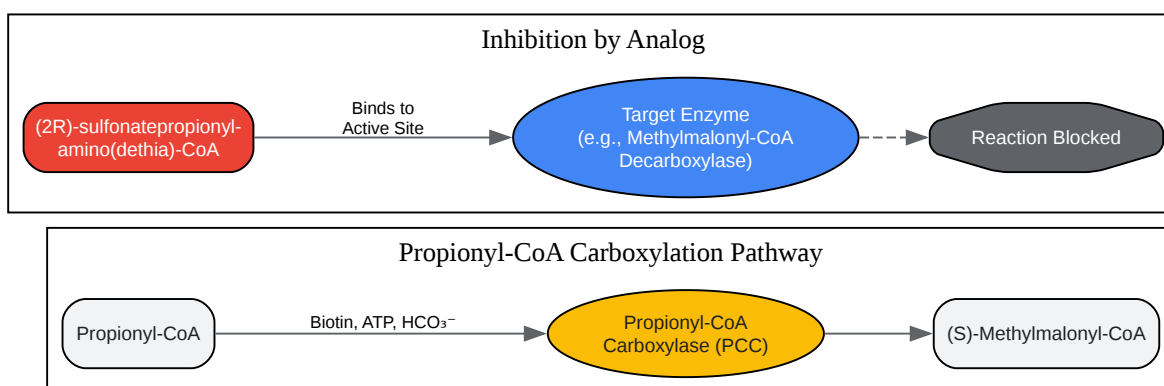 Inhibition by Analog
(2R)-sulfonatepropionyl-
amino(dethia)-CoA
Binds to
Active Site
Target Enzyme
(e.g., Methylmalonyl-CoA
Decarboxylase)
Reaction Blocked
Propionyl-CoA Carboxylation Pathway
Propionyl-CoA
Biotin, ATP, HCO₃⁻
Propionyl-CoA
Carboxylase (PCC)
(S)-Methylmalonyl-CoA